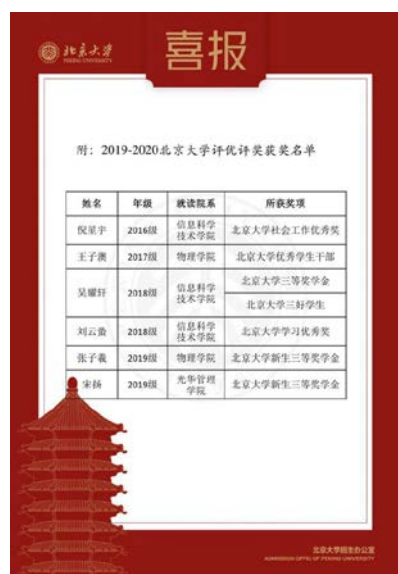 北京大学
PEKING UNIVERSITY
喜报
附：2019-2020北京大学评优评奖获奖名单
姓名 年级 就读院系 所获奖项
倪星宇 2016级 信息科学技术学院 北京大学社会工作优秀奖
王子澳 2017级 物理学院 北京大学优秀学生干部
吴耀轩 2018级 信息科学技术学院 北京大学三等奖学金
北京大学三好学生
刘云 2018级 信息科学技术学院 北京大学学习优秀奖
张子羲 2019级 物理学院 北京大学新生三等奖学金
宋扬 2019级 光华管理学院 北京大学新生三等奖学金
北京大学招生办公室
ADMISSION OFFICE OF PEKING UNIVERSITY